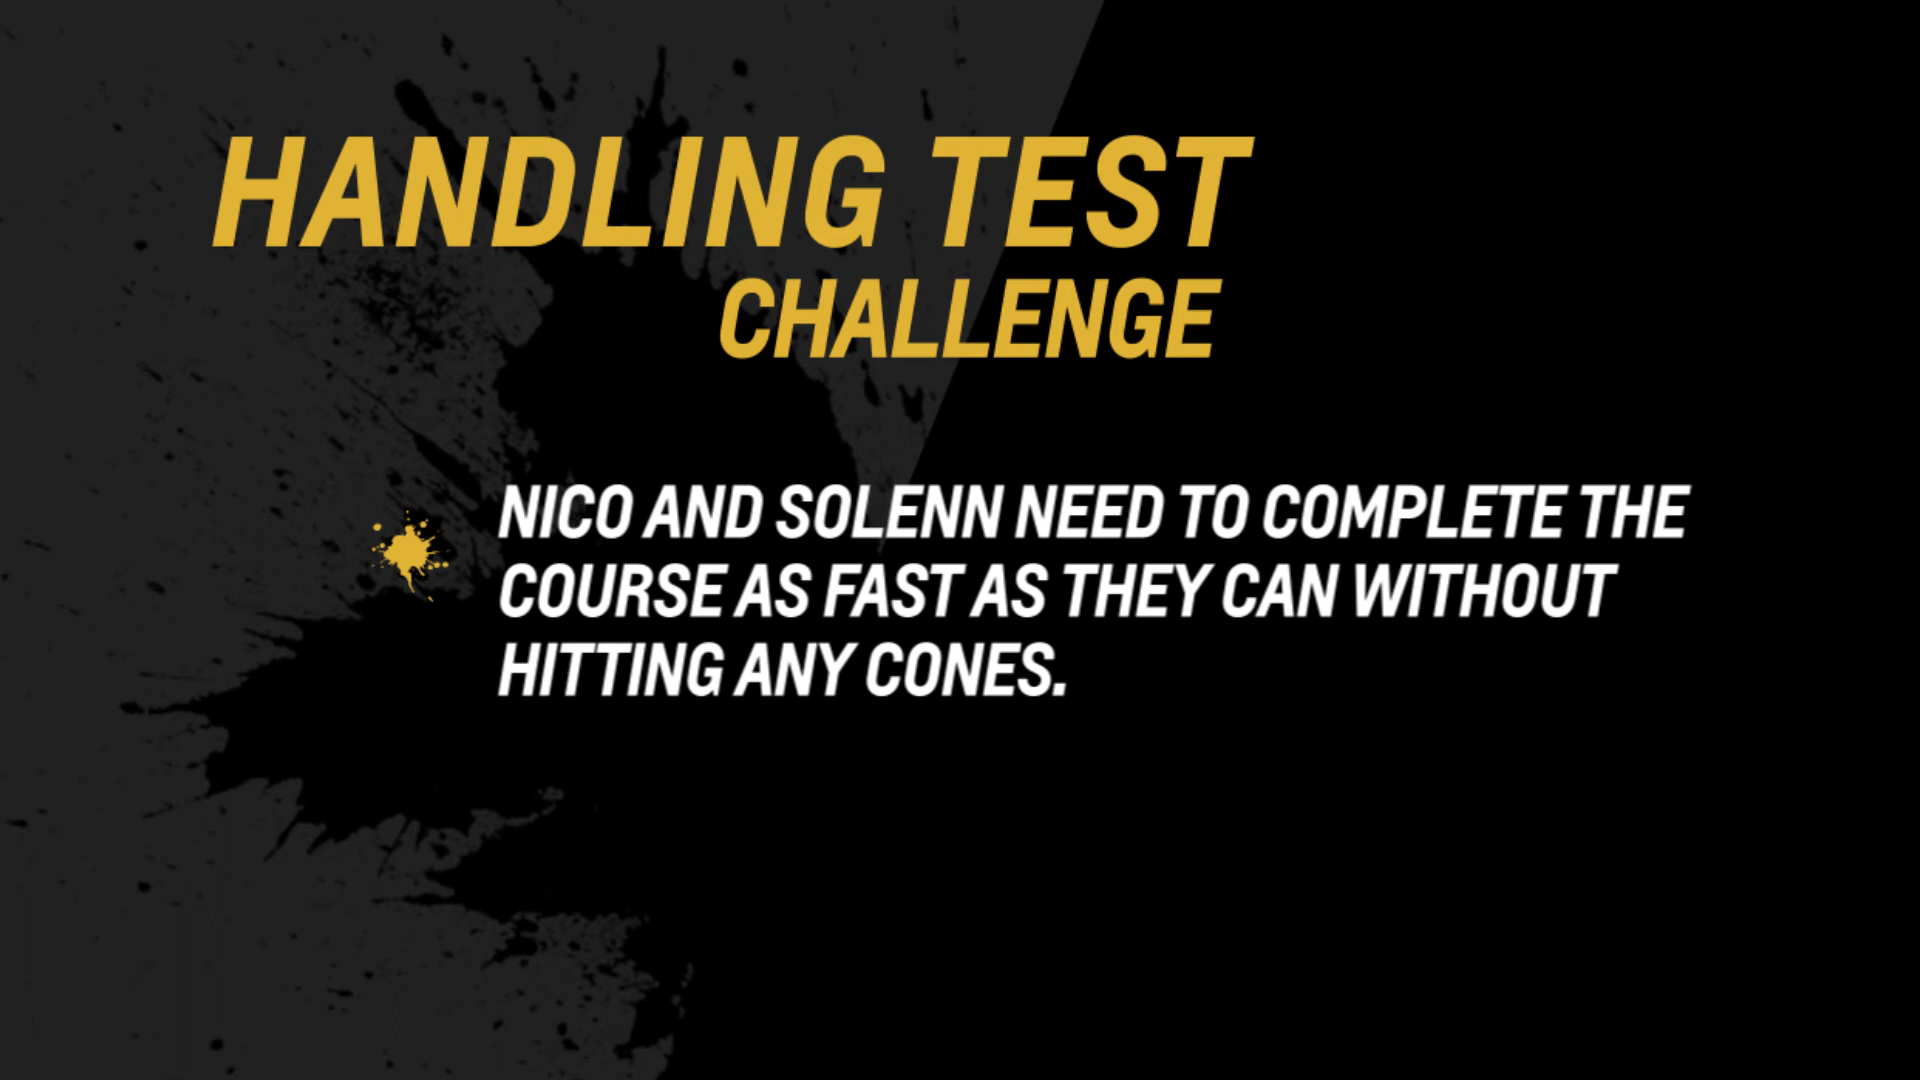 HANDLING TEST
CHALLENGE
NICO AND SOLENN NEED TO COMPLETE THE
COURSE AS FAST AS THEY CAN WITHOUT
HITTING ANY CONES.